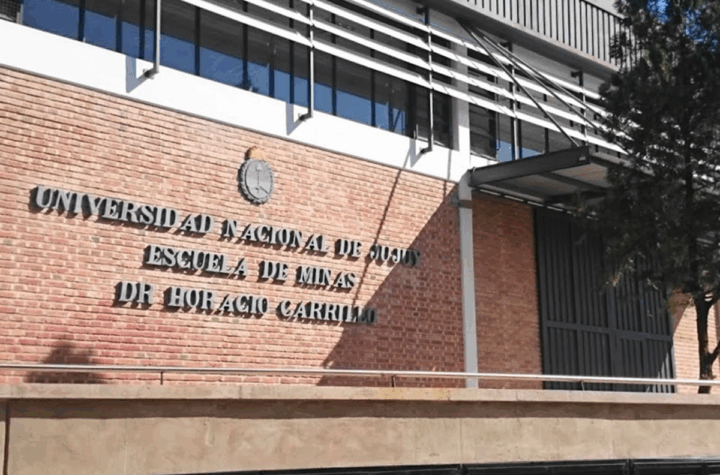 UNIVERSIDAD NACIONAL DE JUJUY
ESCUELA DE MINAS
DR HORACIO CARRILLO